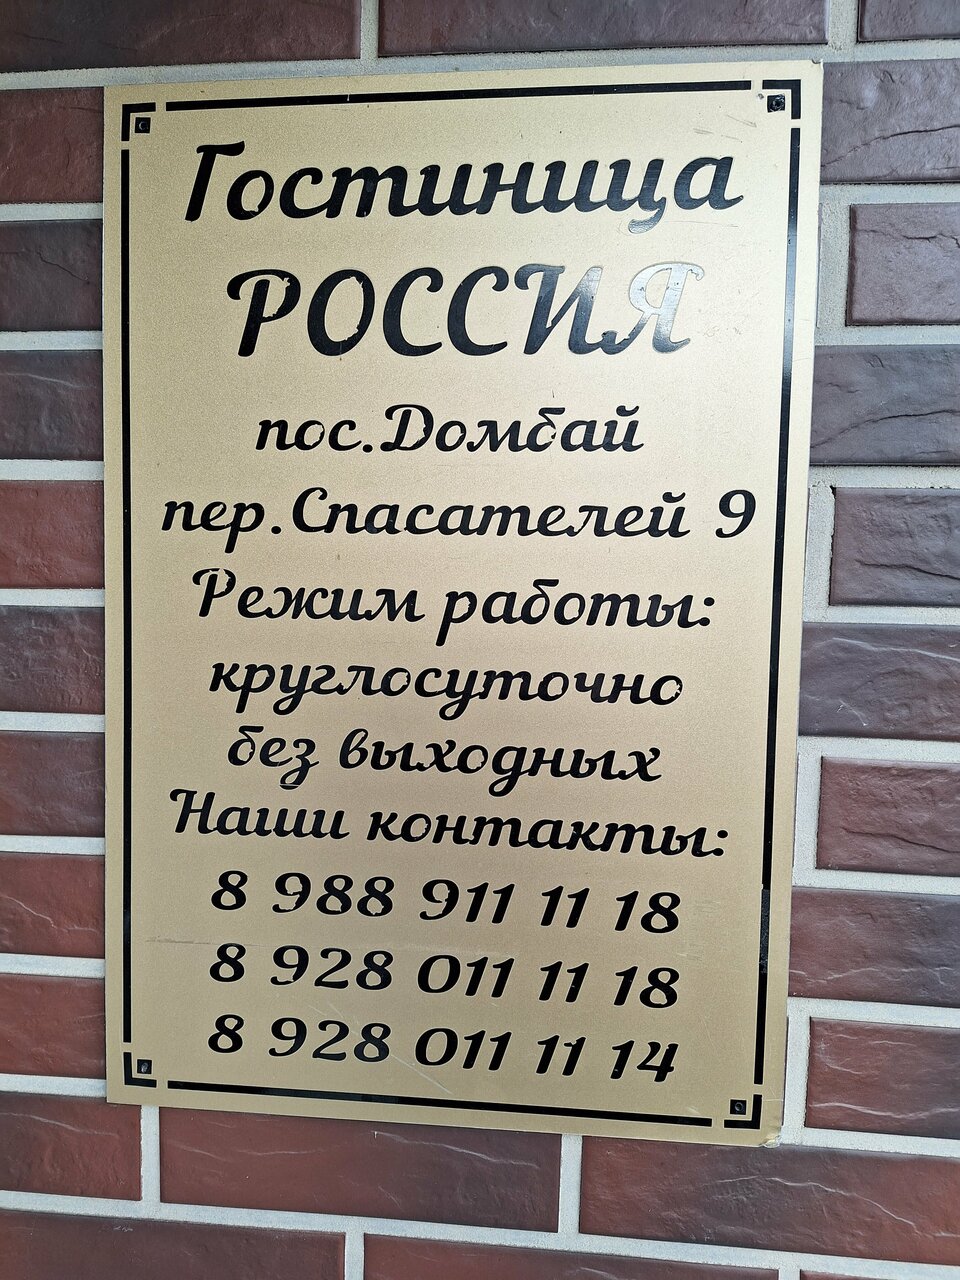 Гостиница
РОССИЯ
пос.Домбай
пер.Спасателей 9
Режим работы:
круглосуточно
без выходных
Наши контакты:
8 988 911 11 18
8 928 011 11 18
8 928 011 11 14